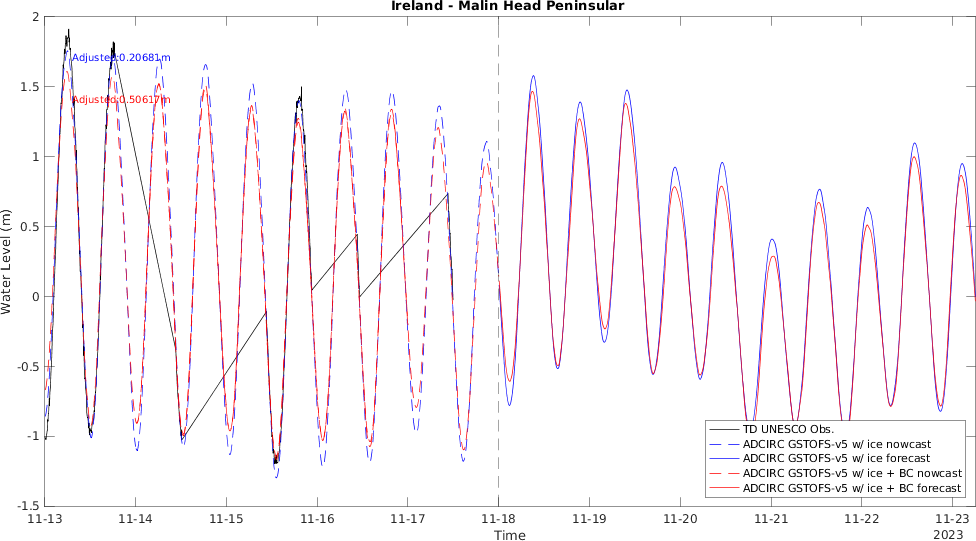 Ireland - Malin Head Peninsular
2
1.5
1
0.5
0
-0.5
-1
-1.5
Water Level (m)
Adjusted:0.20681m
Adjusted:0.50617m
TD UNESCO Obs.
ADCIRC GSTOFS-v5 w/ ice nowcast
ADCIRC GSTOFS-v5 w/ ice forecast
ADCIRC GSTOFS-v5 w/ ice + BC nowcast
ADCIRC GSTOFS-v5 w/ ice + BC forecast
11-13 11-14 11-15 11-16 11-17 11-18 11-19 11-20 11-21 11-22 11-23
Time
2023